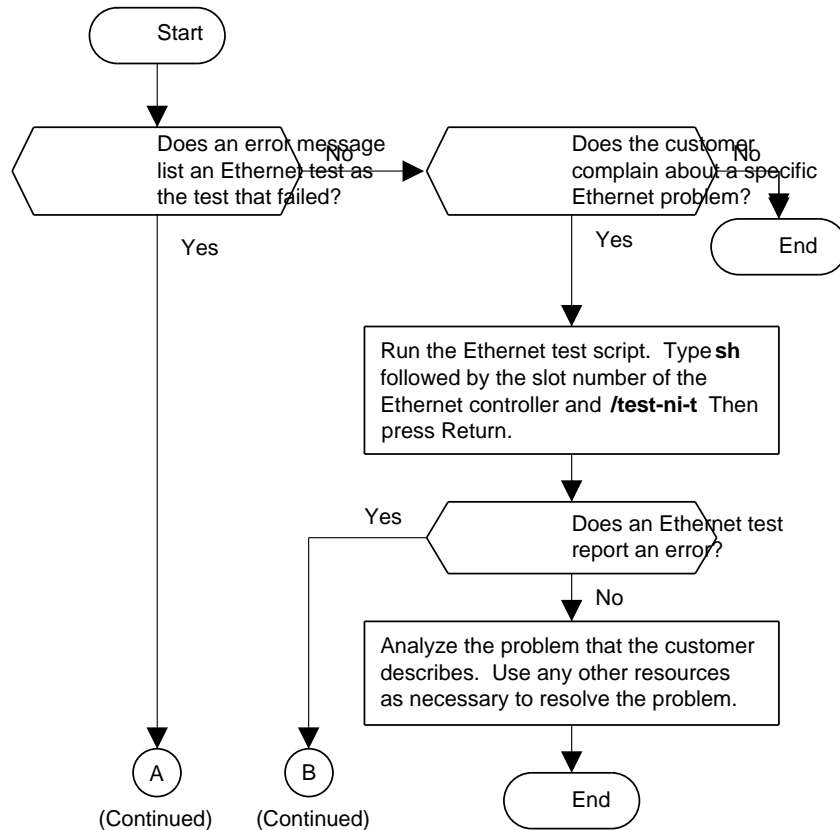 Start
Does an error message
list an Ethernet test as
the test that failed?
No
Does the customer
complain about a specific
Ethernet problem?
No
End
Yes
Yes
Run the Ethernet test script. Type sh
followed by the slot number of the
Ethernet controller and /test-ni-t Then
press Return.
Yes
Does an Ethernet test
report an error?
No
Analyze the problem that the customer
describes. Use any other resources
as necessary to resolve the problem.
A
(Continued)
B
(Continued)
End